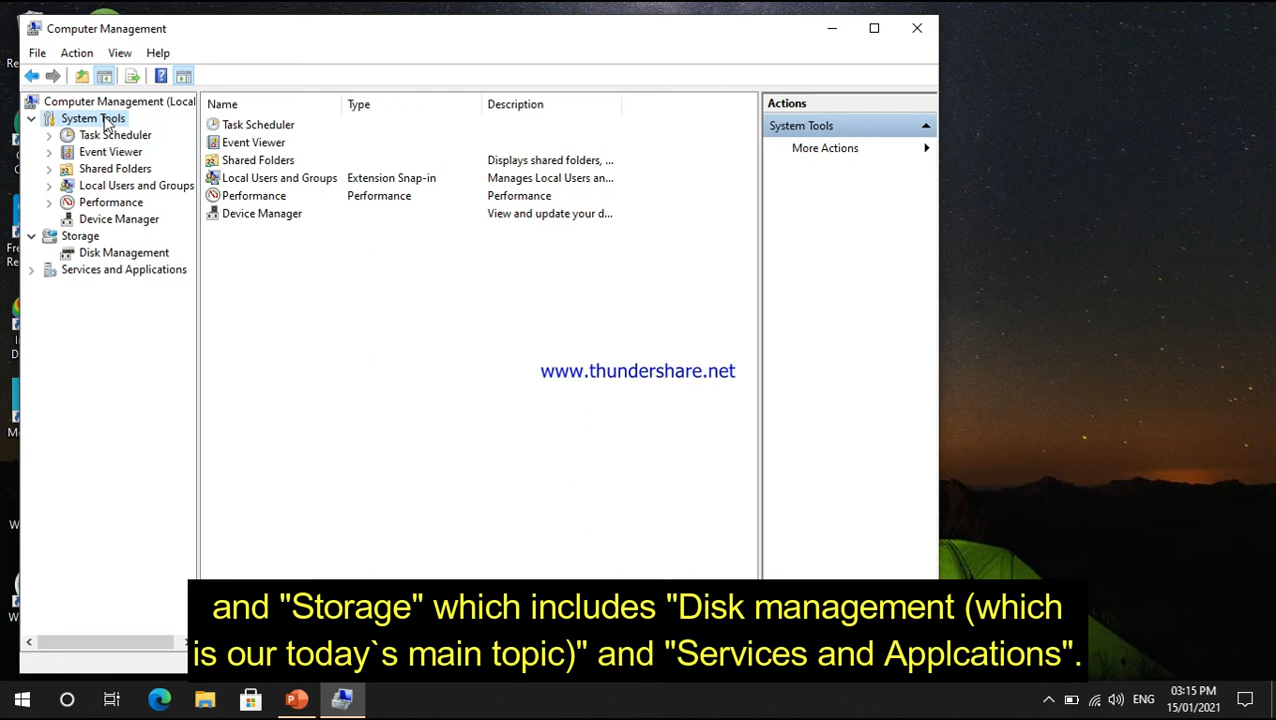 Computer Management
File Action View Help
Computer Management (Local
System Tools
Task Scheduler
Event Viewer
Shared Folders
Local Users and Groups
Performance
Device Manager
Storage
Disk Management
Services and Applications
Name Type Description
Task Scheduler
Event Viewer
Shared Folders Displays shared folders, ...
Local Users and Groups Extension Snap-in Manages Local Users an...
Performance Performance Performance
Device Manager View and update your d...
Actions
System Tools
More Actions
www.thundershare.net
and "Storage" which includes "Disk management (which
is our today`s main topic)" and "Services and Applcations".
ENG
03:15 PM
15/01/2021